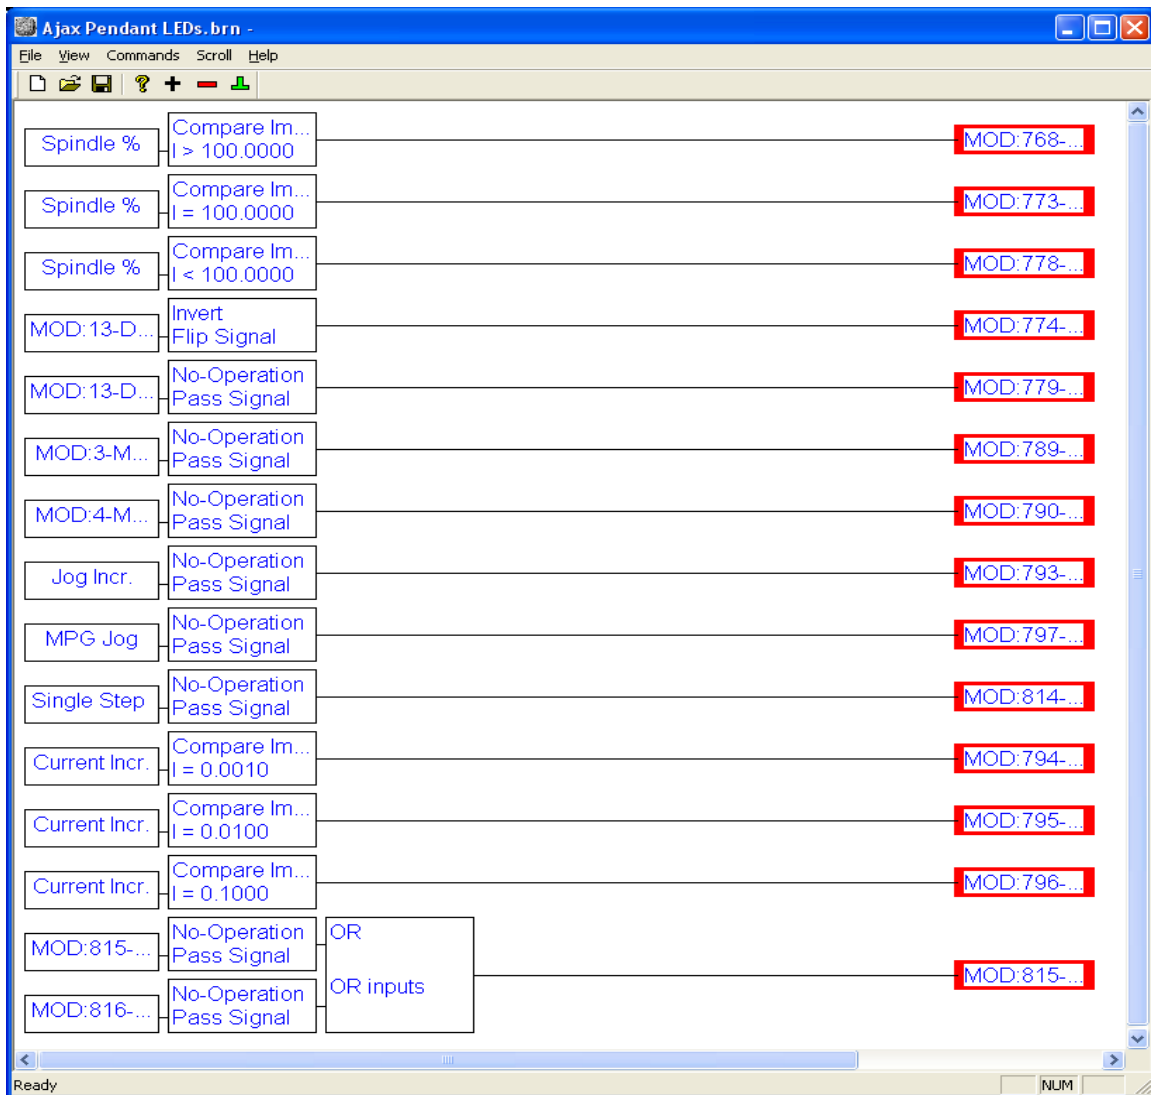 Ajax Pendant LEDs.brn -
File View Commands Scroll Help
Spindle %
Compare Im...
I > 100.0000
MOD:768-...
Spindle %
Compare Im...
I = 100.0000
MOD:773-...
Spindle %
Compare Im...
I < 100.0000
MOD:778-...
MOD:13-D...
Invert
Flip Signal
MOD:774-...
MOD:13-D...
No-Operation
Pass Signal
MOD:779-...
MOD:3-M...
No-Operation
Pass Signal
MOD:789-...
MOD:4-M...
No-Operation
Pass Signal
MOD:790-...
Jog Incr.
No-Operation
Pass Signal
MOD:793-...
MPG Jog
No-Operation
Pass Signal
MOD:797-...
Single Step
No-Operation
Pass Signal
MOD:814-...
Current Incr.
Compare Im...
I = 0.0010
MOD:794-...
Current Incr.
Compare Im...
I = 0.0100
MOD:795-...
Current Incr.
Compare Im...
I = 0.1000
MOD:796-...
MOD:815-...
No-Operation
Pass Signal
OR
OR inputs
MOD:815-...
MOD:816-...
No-Operation
Pass Signal
Ready
NUM